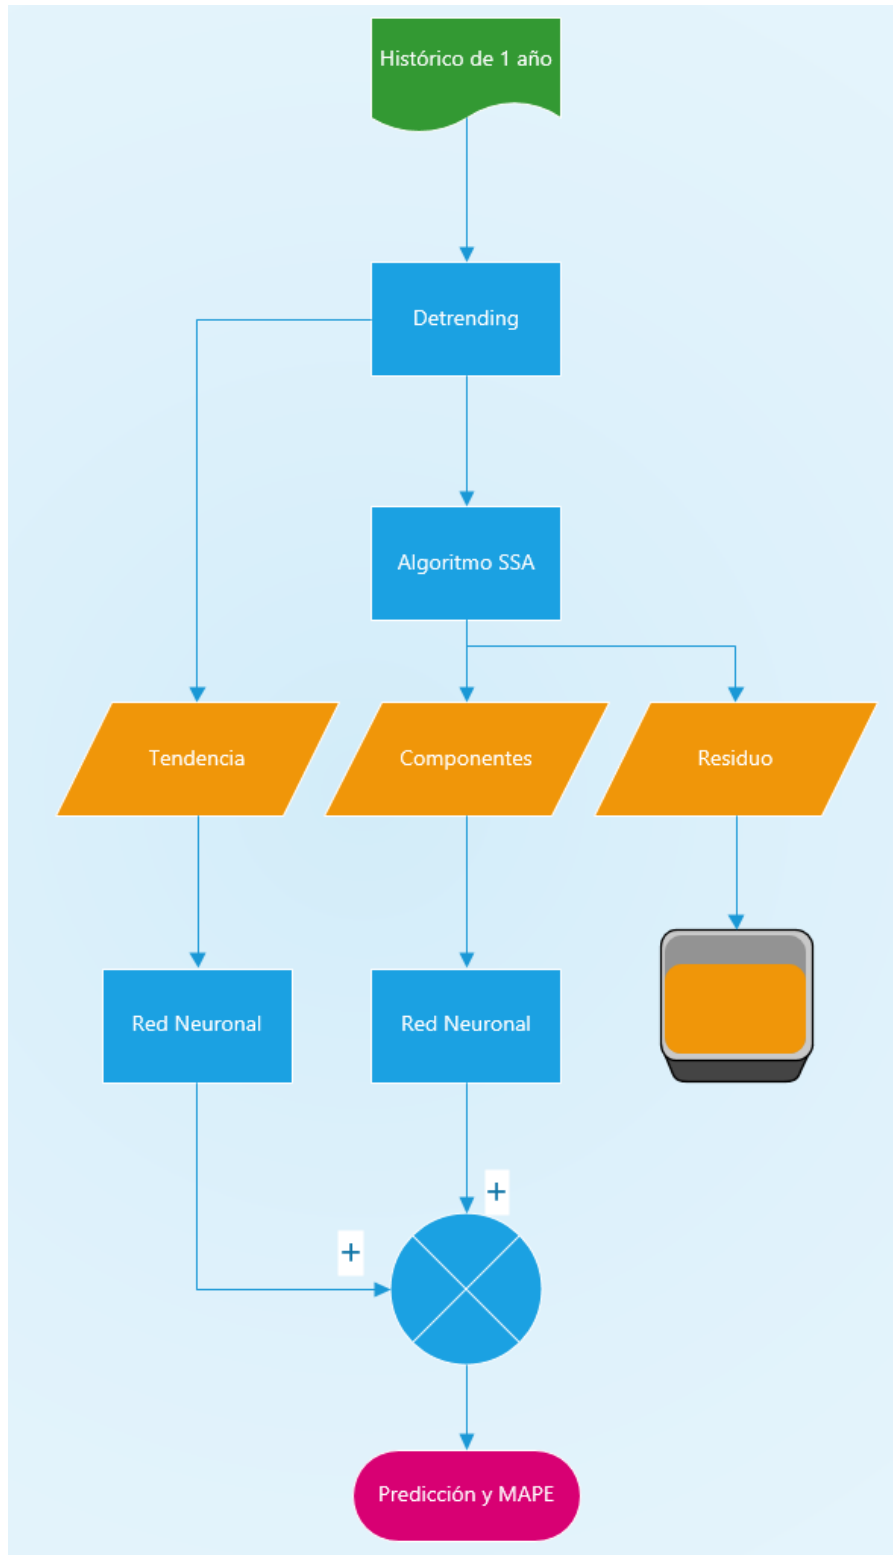 Histórico de 1 año
Detrending
Algoritmo SSA
Tendencia
Componentes
Residuo
Red Neuronal
Red Neuronal
+
+
Predicción y MAPE